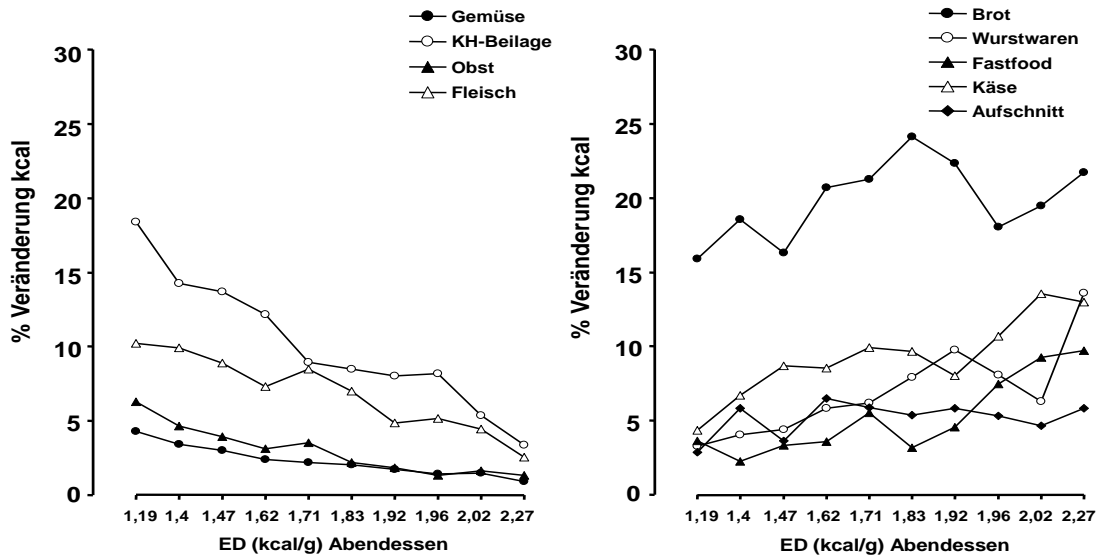 Gemüse
KH-Beilage
Obst
Fleisch
% Veränderung kcal
30
25
20
15
10
5
0
1,19 1,4 1,47 1,62 1,71 1,83 1,92 1,96 2,02 2,27
ED (kcal/g) Abendessen
Brot
Wurstwaren
Fastfood
Käse
Aufschnitt
% Veränderung kcal
30
25
20
15
10
5
0
1,19 1,4 1,47 1,62 1,71 1,83 1,92 1,96 2,02 2,27
ED (kcal/g) Abendessen